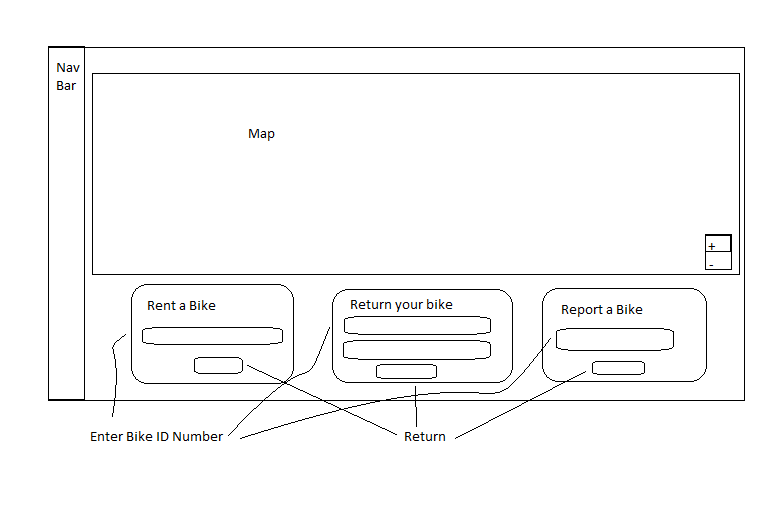 Nav
Bar
Map
+
-
Rent a Bike
Return your bike
Report a Bike
Enter Bike ID Number
Return